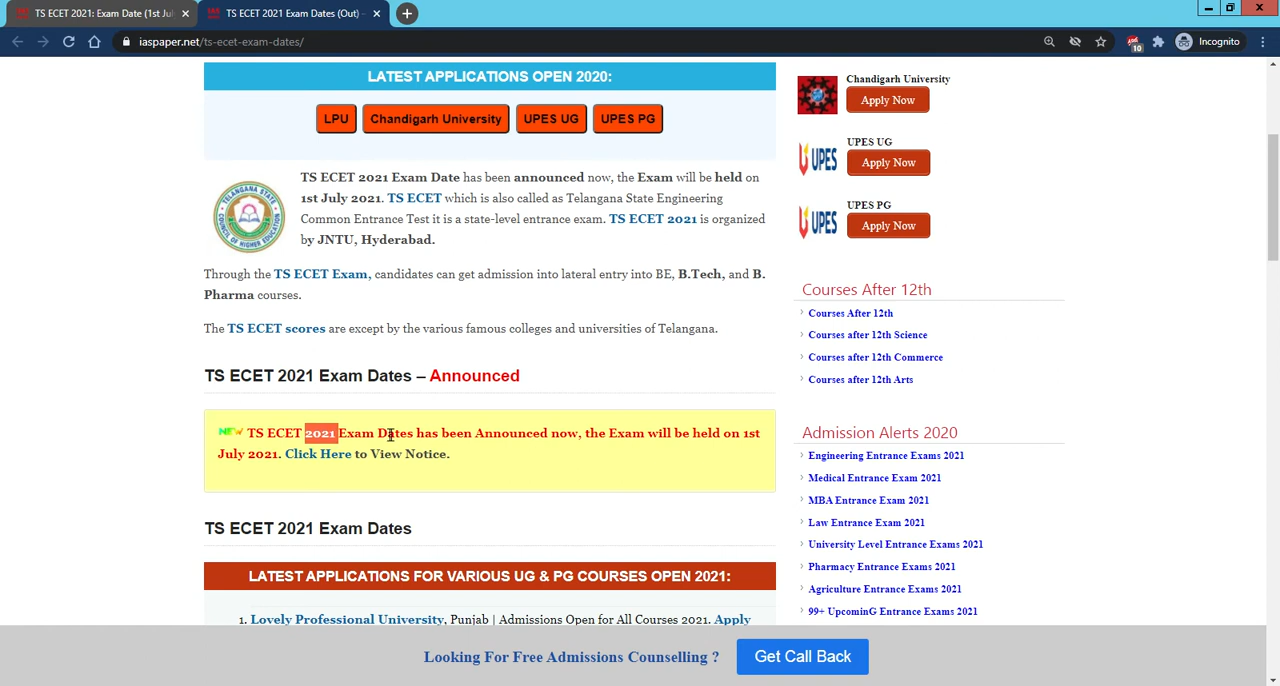 TS ECET 2021: Exam Date (1st Jul
TS ECET 2021 Exam Dates (Out) -
iaspaper.net/ts-ecet-exam-dates/
10
Incognito
LATEST APPLICATIONS OPEN 2020:
LPU
Chandigarh University
UPES UG
UPES PG
TELANGANA STATE
COUNCIL OF HIGHER EDUCATION
TS ECET 2021 Exam Date has been announced now, the Exam will be held on
1st July 2021. TS ECET which is also called as Telangana State Engineering
Common Entrance Test it is a state-level entrance exam. TS ECET 2021 is organized
by JNTU, Hyderabad.
Through the TS ECET Exam, candidates can get admission into lateral entry into BE, B.Tech, and B.
Pharma courses.
The TS ECET scores are except by the various famous colleges and universities of Telangana.
TS ECET 2021 Exam Dates – Announced
NEW TS ECET 2021 Exam Dates has been Announced now, the Exam will be held on 1st
July 2021. Click Here to View Notice.
TS ECET 2021 Exam Dates
LATEST APPLICATIONS FOR VARIOUS UG & PG COURSES OPEN 2021:
1. Lovely Professional University, Punjab | Admissions Open for All Courses 2021. Apply
Chandigarh University
Apply Now
UPES UG
UPES
Apply Now
UPES PG
UPES
Apply Now
Courses After 12th
Courses After 12th
Courses after 12th Science
Courses after 12th Commerce
Courses after 12th Arts
Admission Alerts 2020
Engineering Entrance Exams 2021
Medical Entrance Exam 2021
MBA Entrance Exam 2021
Law Entrance Exam 2021
University Level Entrance Exams 2021
Pharmacy Entrance Exam 2021
Agriculture Entrance Exam 2021
99+ UpcominG Entrance Exams 2021
Looking For Free Admissions Counselling ?
Get Call Back